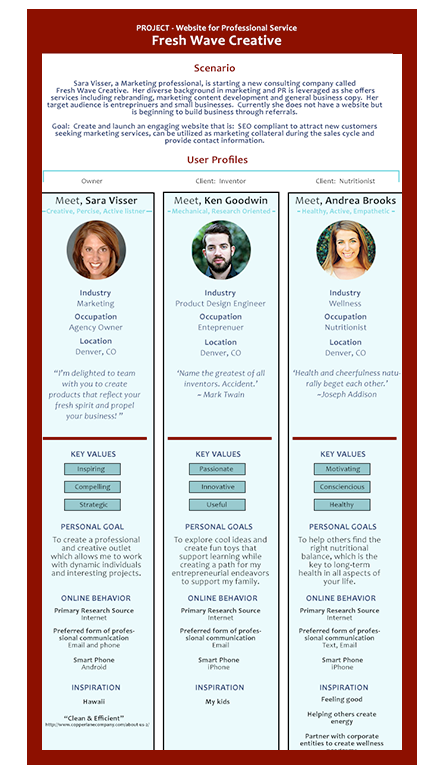 PROJECT - Website for Professional Service
Fresh Wave Creative
Scenario
Sara Visser, a Marketing professional, is starting a new consulting company called
Fresh Wave Creative. Her diverse background in marketing and PR is leveraged as she offers
services including rebranding, marketing content development and general business copy. Her
target audience is entreprinuers and small businesses. Currently she does not have a website but
is beginning to build business through referrals.
Goal: Create and launch an engaging website that is: SEO compliant to attract new customers
seeking marketing services, can be utilized as marketing collateral during the sales cycle and
provide contact information.
User Profiles
Owner
Meet, Sara Visser
~Creative, Percise, Active listner~
Industry
Marketing
Occupation
Agency Owner
Location
Denver, CO
“I’m delighted to team
with you to create
products that reflect your
fresh spirit and propel
your business! ”
KEY VALUES
Inspiring
Compelling
Strategic
PERSONAL GOAL
To create a professional
and creative outlet
which allows me to work
with dynamic individuals
and interesting projects.
ONLINE BEHAVIOR
Primary Research Source
Internet
Preferred form of profes-
sional communication
Email and phone
Smart Phone
Android
INSPIRATION
Hawaii
“Clean & Efficient”
http://www.copperlanecompany.com/about-us-2/
Client: Inventor
Meet, Ken Goodwin
~ Mechanical, Research Oriented ~
Industry
Product Design Engineer
Occupation
Enteprenuer
Location
Denver, CO
‘Name the greatest of all
inventors. Accident.’
~ Mark Twain
KEY VALUES
Passionate
Innovative
Useful
PERSONAL GOALS
To explore cool ideas and
create fun toys that
support learning while
creating a path for my
entrepreneurial endeavors
to support my family.
ONLINE BEHAVIOR
Primary Research Source
Internet
Preferred form of profes-
sional communication
Email
Smart Phone
iPhone
INSPIRATION
My kids
Client: Nutritionist
Meet, Andrea Brooks
~ Healthy, Active, Empathetic ~
Industry
Wellness
Occupation
Nutritionist
Location
Denver, CO
‘Health and cheerfulness natu-
rally beget each other.’
~Joseph Addison
KEY VALUES
Motivating
Consciencious
Healthy
PERSONAL GOALS
To help others find the
right nutritional
balance, which is the
key to long-term
health in all aspects of
your life.
ONLINE BEHAVIOR
Primary Research Source
Internet
Preferred form of profes-
sional communication
Text, Email
Smart Phone
iPhone
INSPIRATION
Feeling good
Helping others create
energy
Partner with corporate
entities to create wellness